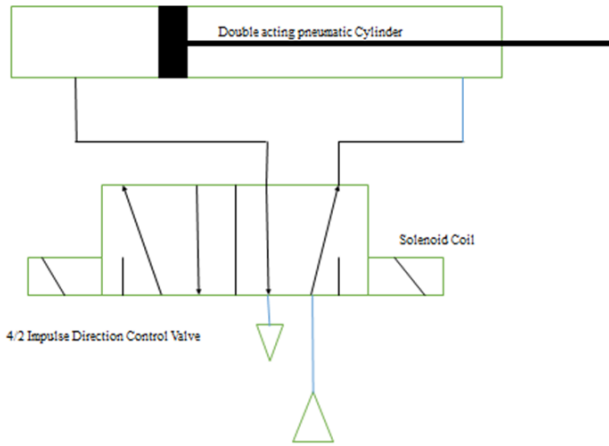 Double acting pneumatic Cylinder
Solenoid Coil
4/2 Impulse Direction Control Valve